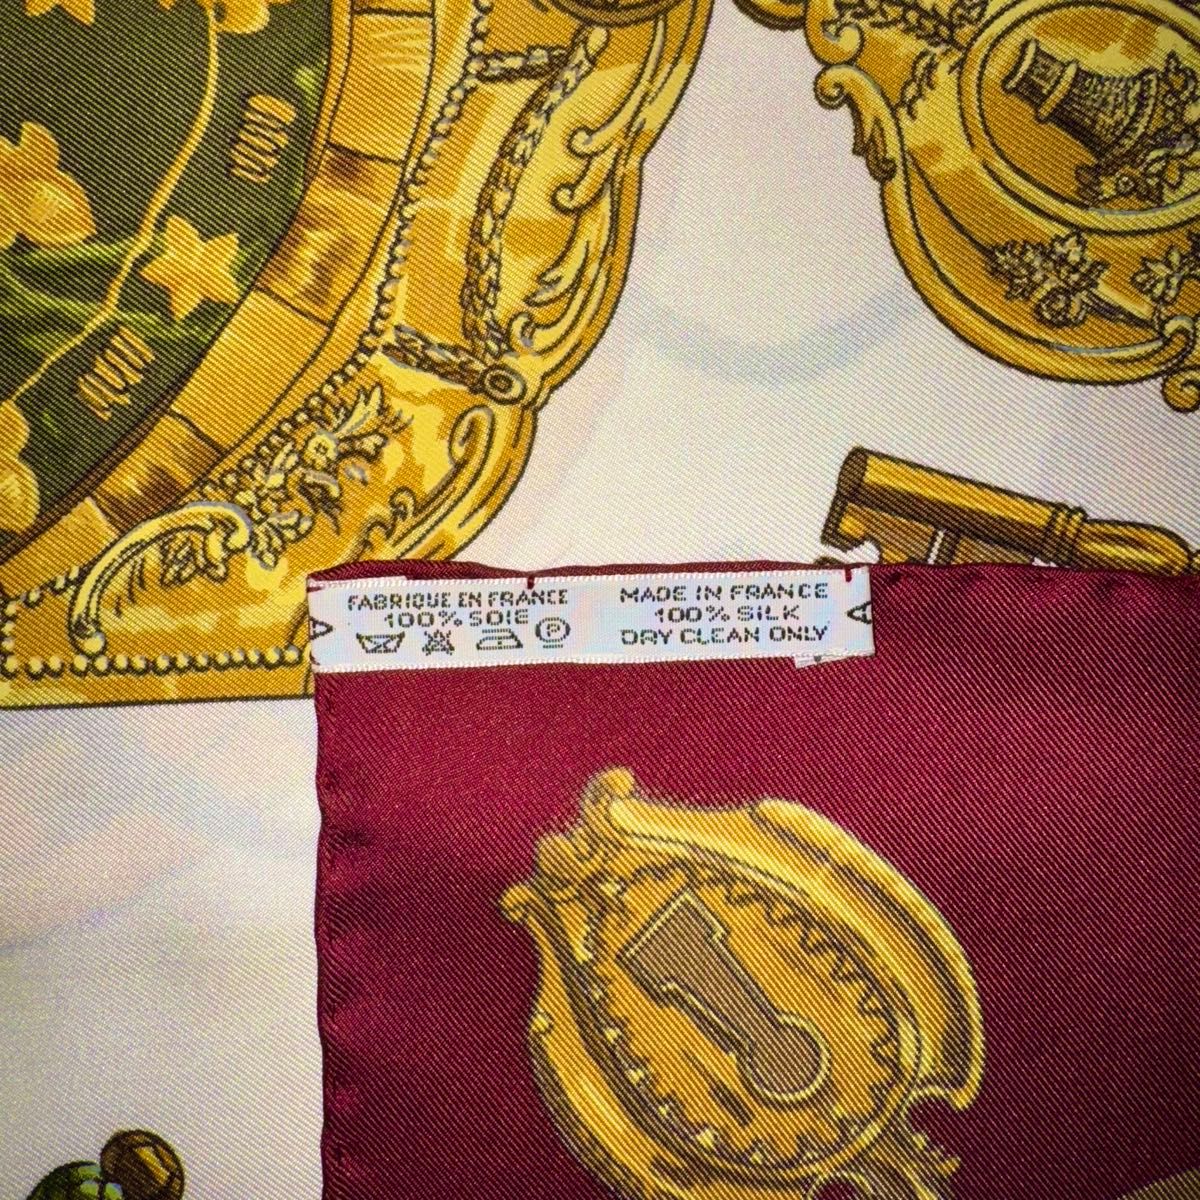 FABRIQUE EN FRANCE
100% SOIE
P
MADE IN FRANCE
100% SILK
DRY CLEAN ONLY
A
A